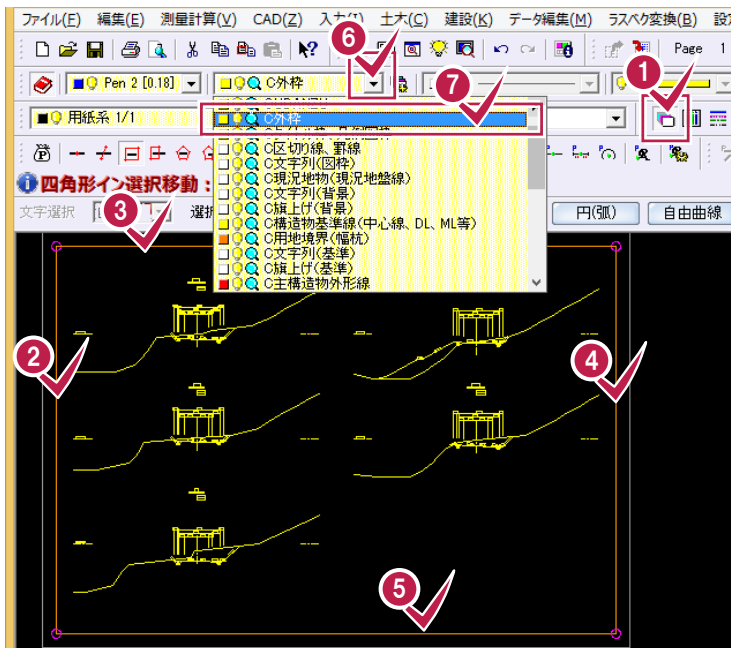 ファイル(F) 編集(E) 測量計算(V) CAD(Z) 入力(I) 土木(C) 建設(K) データ編集(M) ラスベク変換(B) 設
6
Page 1
1
Pen 2 [0.18] C外枠
7
用紙系 1/1
C外枠
C区切り線、罫線
C文字列(図枠)
C現況地物(現況地盤線)
C文字列(背景)
C旗上げ(背景)
C構造物基準線(中心線、DL、ML等)
C用地境界(幅杭)
C文字列(基準)
C旗上げ(基準)
C主構造物外形線
四角形イン選択移動:
文字選択 選択 円(弧) 自由曲線
3
2
4
5